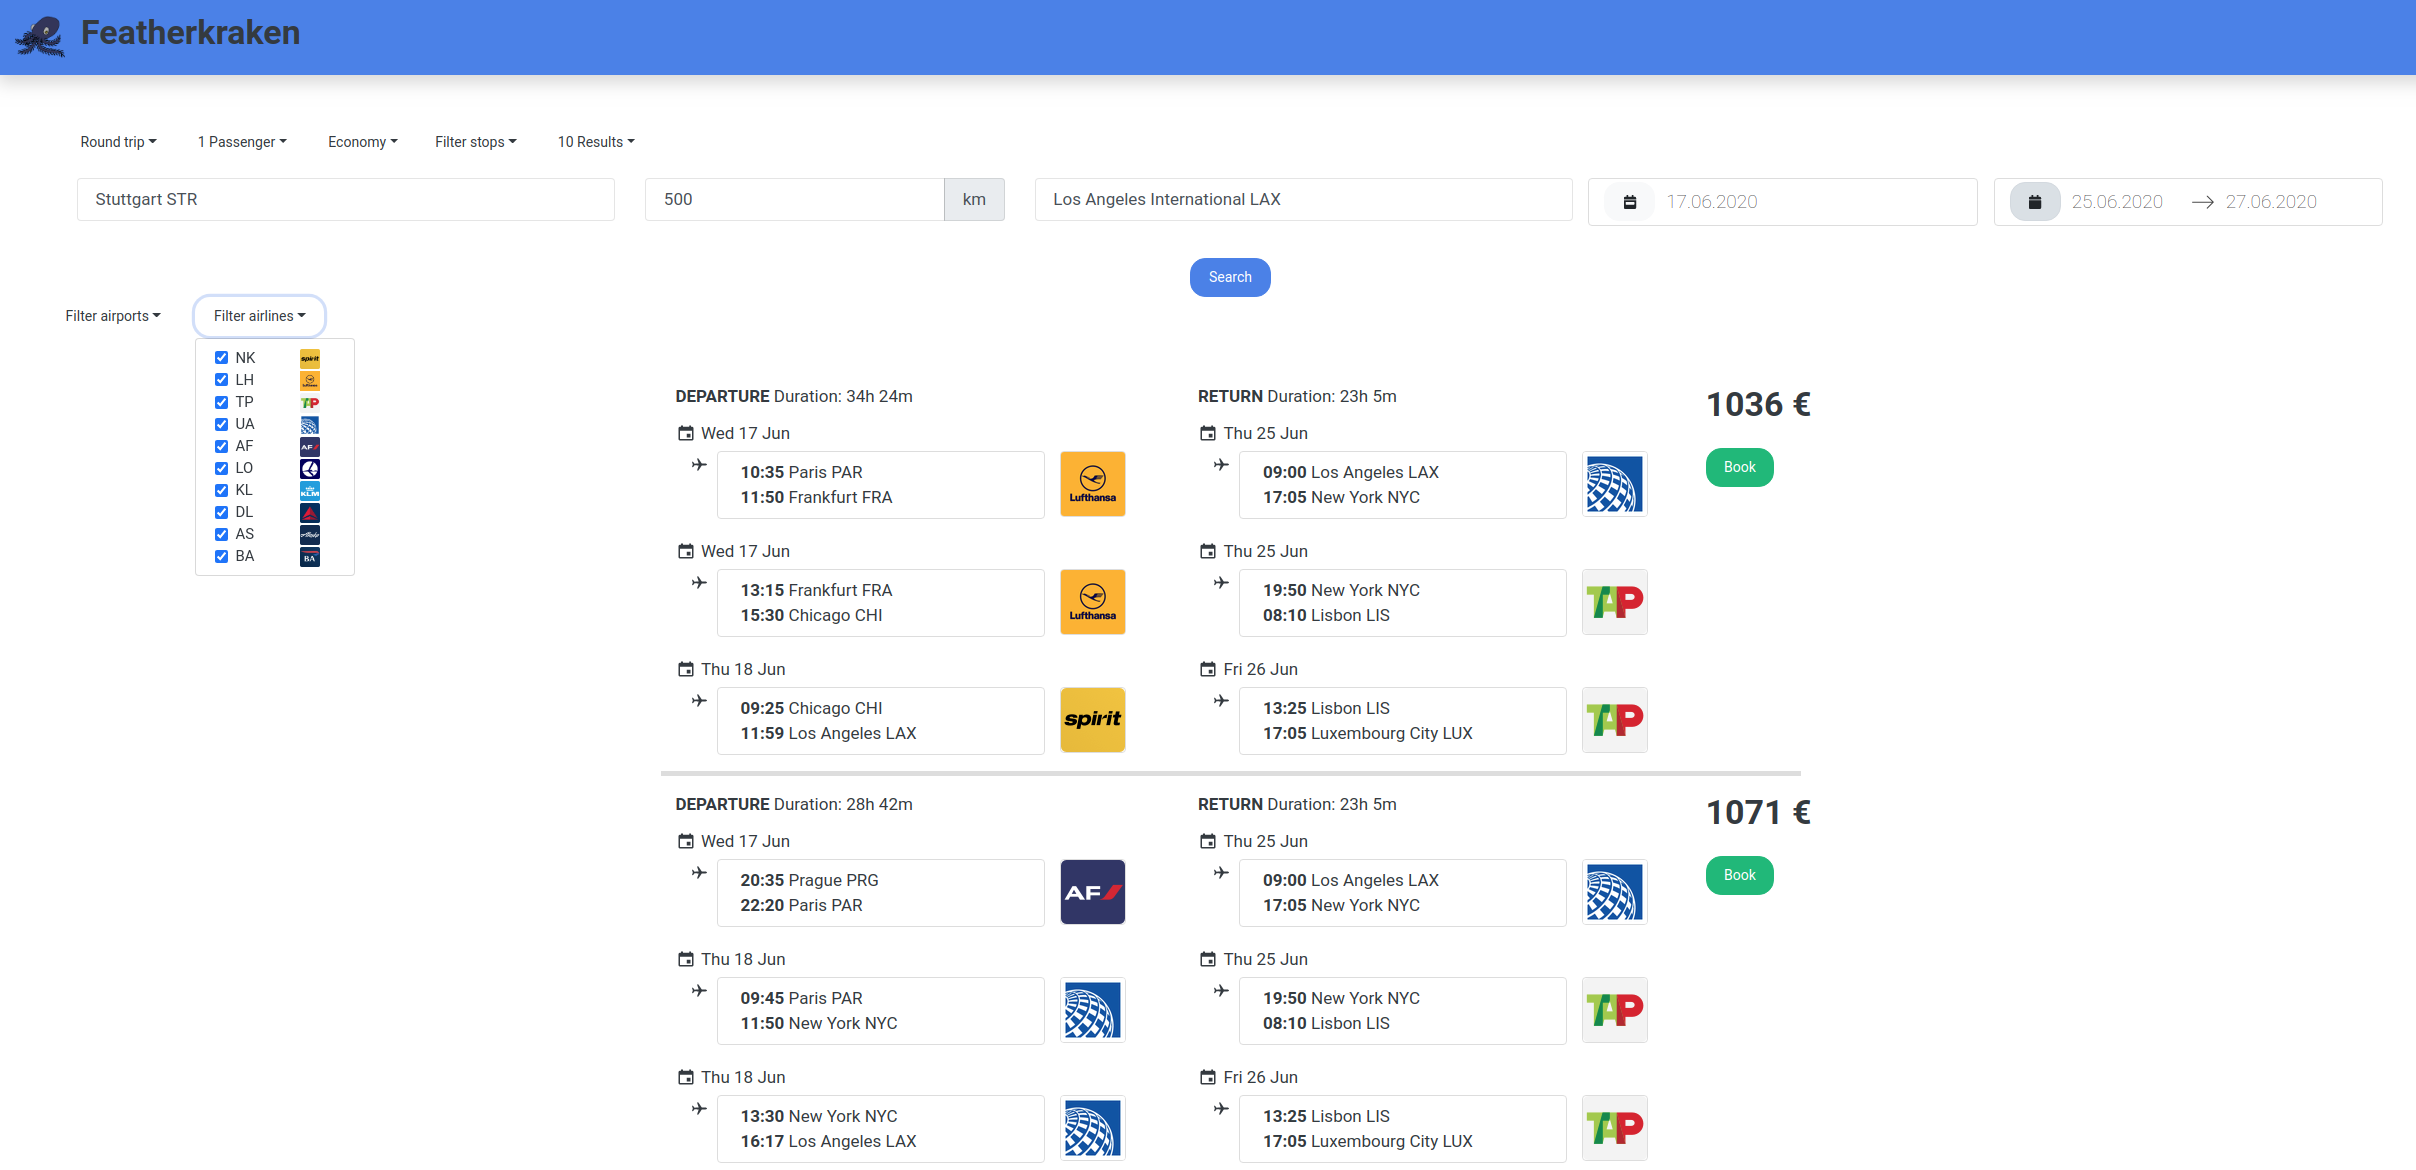 Featherkraken
Round trip 1 Passenger Economy Filter stops 10 Results
Stuttgart STR 500 km Los Angeles International LAX 17.06.2020 25.06.2020 27.06.2020
Search
Filter airports Filter airlines
NK spirit
LH Lufthansa
TP TAP
UA
AF AF
LO
KL KLM
DL
AS Alaska
BA BA
DEPARTURE Duration: 34h 24m
Wed 17 Jun
10:35 Paris PAR
11:50 Frankfurt FRA
Lufthansa
Wed 17 Jun
13:15 Frankfurt FRA
15:30 Chicago CHI
Lufthansa
Thu 18 Jun
09:25 Chicago CHI
11:59 Los Angeles LAX
spirit
RETURN Duration: 23h 5m
Thu 25 Jun
09:00 Los Angeles LAX
17:05 New York NYC
Thu 25 Jun
19:50 New York NYC
08:10 Lisbon LIS
TAP
Fri 26 Jun
13:25 Lisbon LIS
17:05 Luxembourg City LUX
TAP
1036 €
Book
DEPARTURE Duration: 28h 42m
Wed 17 Jun
20:35 Prague PRG
22:20 Paris PAR
AF
Thu 18 Jun
09:45 Paris PAR
11:50 New York NYC
Thu 18 Jun
13:30 New York NYC
16:17 Los Angeles LAX
RETURN Duration: 23h 5m
Thu 25 Jun
09:00 Los Angeles LAX
17:05 New York NYC
Thu 25 Jun
19:50 New York NYC
08:10 Lisbon LIS
TAP
Fri 26 Jun
13:25 Lisbon LIS
17:05 Luxembourg City LUX
TAP
1071 €
Book